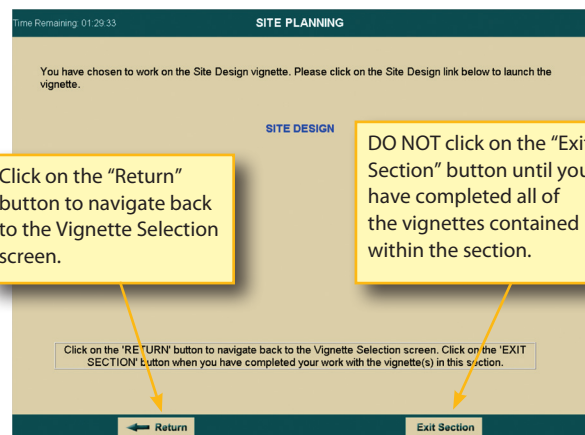 Time Remaining: 01:29:33
SITE PLANNING
You have chosen to work on the Site Design vignette. Please click on the Site Design link below to launch the
vignette.
SITE DESIGN
Click on the “Return”
button to navigate back
to the Vignette Selection
screen.
DO NOT click on the “Exit
Section” button until you
have completed all of
the vignettes contained
within the section.
Click on the 'RETURN' button to navigate back to the Vignette Selection screen. Click on the 'EXIT
SECTION' button when you have completed your work with the vignette(s) in this section.
Return
Exit Section